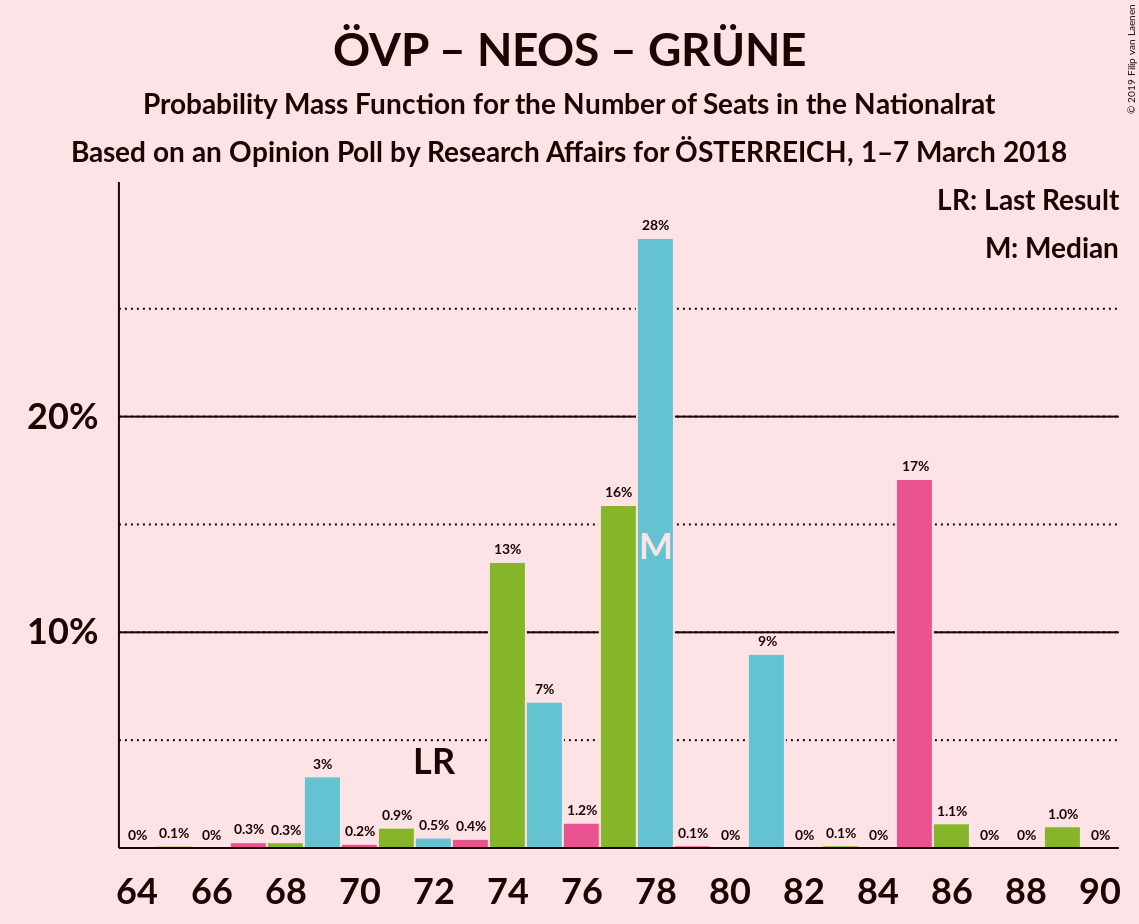 ÖVP – NEOS – GRÜNE
Probability Mass Function for the Number of Seats in the Nationalrat
Based on an Opinion Poll by Research Affairs for ÖSTERREICH, 1–7 March 2018
© 2019 Filip van Laenen
LR: Last Result
M: Median
20%
10%
0% 0.1% 0% 0.3% 0.3% 3% 0.2% 0.9% 0.5% 0.4% 13% 7% 1.2% 16% 28% 0.1% 0% 9% 0% 0.1% 0% 17% 1.1% 0% 0% 1.0% 0%
LR
M
64 66 68 70 72 74 76 78 80 82 84 86 88 90